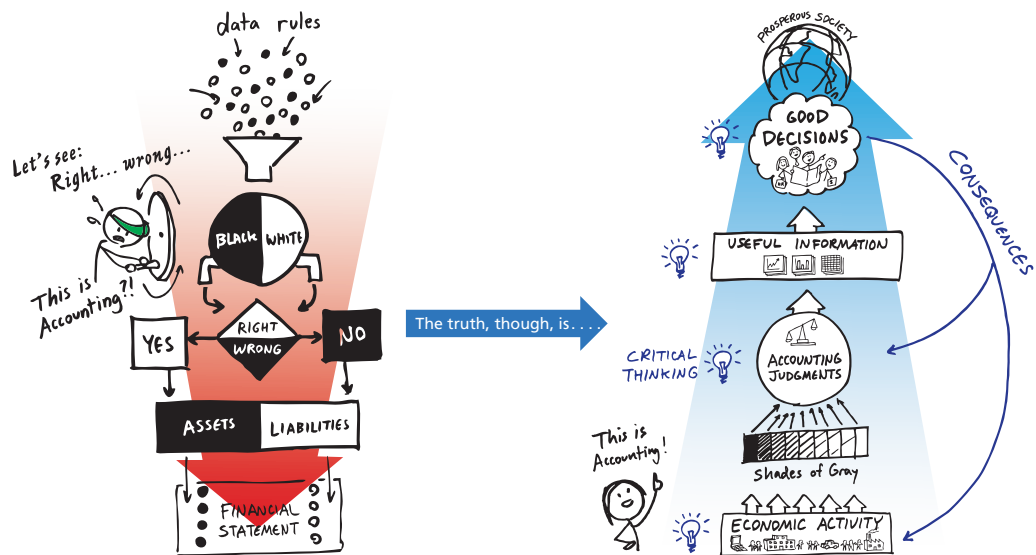 data rules
Let's see:
Right... wrong...
This is
Accounting?!
BLACK WHITE
RIGHT
WRONG
YES
NO
ASSETS LIABILITIES
FINANCIAL
STATEMENT
The truth, though, is....
PROSPEROUS SOCIETY
GOOD
DECISIONS
CONSEQUENCES
USEFUL INFORMATION
CRITICAL
THINKING
ACCOUNTING
JUDGMENTS
Shades of Gray
This is
Accounting!
ECONOMIC ACTIVITY